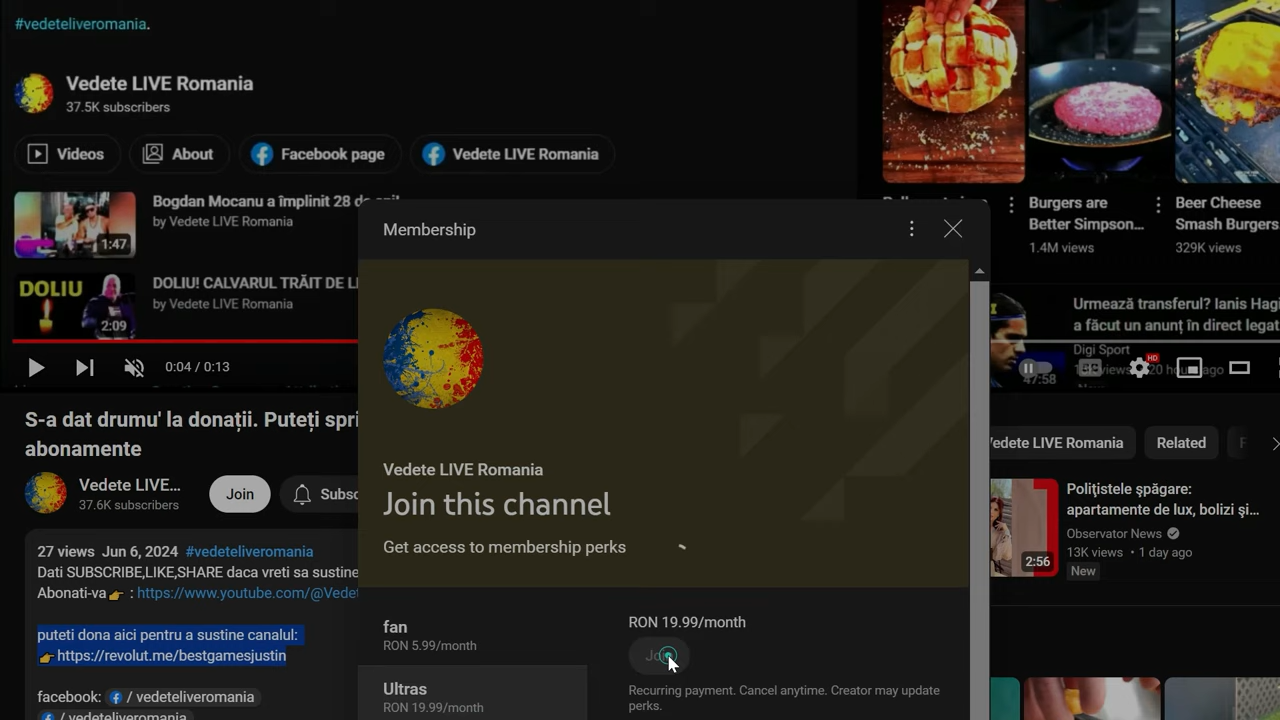 #vedeteliveromania.
Vedete LIVE Romania
37.5K subscribers
Videos
About
Facebook page
Vedete LIVE Romania
Bogdan Mocanu a împlinit 28 de
by Vedete LIVE Romania
1:47
DOLIU! CALVARUL TRĂIT DE
by Vedete LIVE Romania
DOLIU
2:09
0:04 / 0:13
S-a dat drumu' la donații. Puteți spri
abonamente
Vedete LIVE...
37.6K subscribers
Join
Subsc
27 views Jun 6, 2024 #vedeteliveromania
Dati SUBSCRIBE,LIKE,SHARE daca vreti sa sustine
Abonati-va👉 : https://www.youtube.com/@Vedet
puteti dona aici pentru a sustine canalul:
👉https://revolut.me/bestgamesjustin
facebook: / vedeteliveromania
/ vedeteliveromania
Membership
Vedete LIVE Romania
Join this channel
Get access to membership perks
fan
RON 5.99/month
Ultras
RON 19.99/month
RON 19.99/month
Recurring payment. Cancel anytime. Creator may update
perks.
Burgers are
Better Simpson...
1.4M views
Beer Cheese
Smash Burgers
329K views
Urmează transferul? Ianis Hagi
a făcut un anunț în direct legat
Digi Sport
47:58
HD
Vedete LIVE Romania
Related
Poliţistele şpăgare:
apartamente de lux, bolizi şi...
Observator News
13K views • 1 day ago
New
2:56